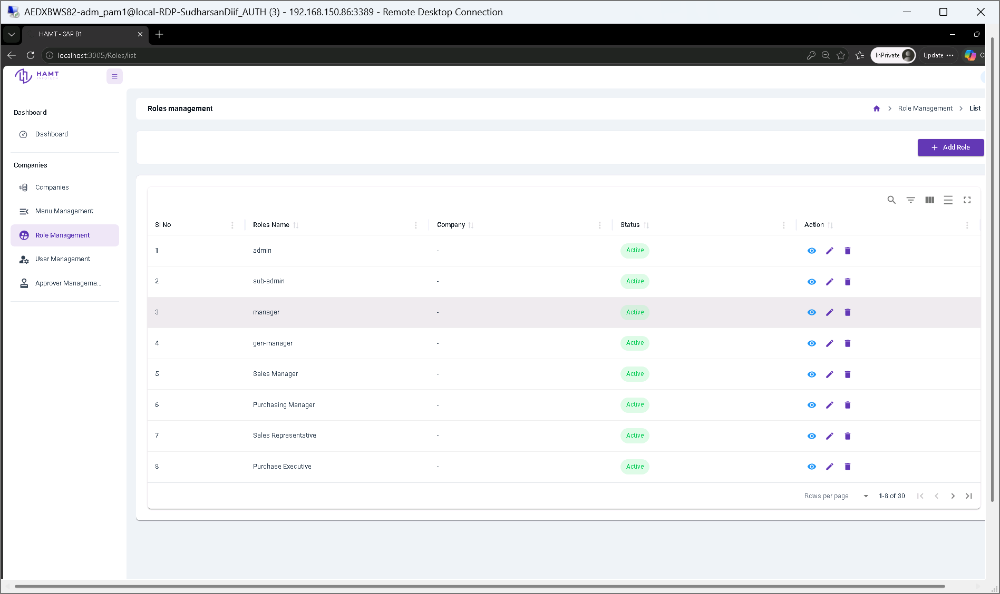 AEDXBWS82-adm_pam1@local-RDP-SudharsanDiif_AUTH (3) - 192.168.150.86:3389 - Remote Desktop Connection
HAMT - SAP B1
localhost:3005/Roles/list
InPrivate
Update
HAMT
INFOTECH
Roles management
Role Management
List
Dashboard
Dashboard
Companies
Companies
Menu Management
Role Management
User Management
Approver Manageme...
Add Role
Sl No Roles Name Company Status Action
1 admin - Active
2 sub-admin - Active
3 manager - Active
4 gen-manager - Active
5 Sales Manager - Active
6 Purchasing Manager - Active
7 Sales Representative - Active
8 Purchase Executive - Active
Rows per page 1-8 of 30